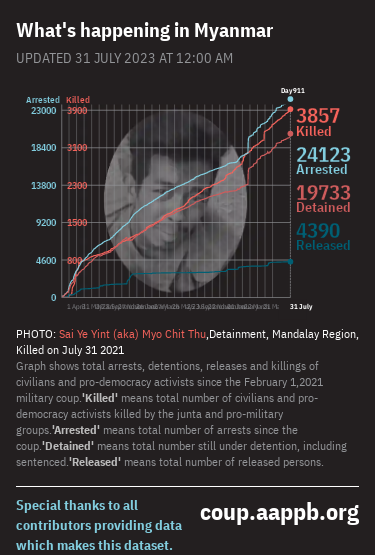 What's happening in Myanmar
UPDATED 31 JULY 2023 AT 12:00 AM
Day911
Arrested Killed
23000 3900
18400 3100
13800 2300
9200 1500
4600 800
0
3857
Killed
24123
Arrested
19733
Detained
4390
Released
31 July
PHOTO: Sai Ye Yint (aka) Myo Chit Thu,Detainment, Mandalay Region,
Killed on July 31 2021
Graph shows total arrests, detentions, releases and killings of
civilians and pro-democracy activists since the February 1,2021
military coup.'Killed' means total number of civilians and pro-
democracy activists killed by the junta and pro-military
groups.'Arrested' means total number of arrests since the
coup.'Detained' means total number still under detention, including
sentenced.'Released' means total number of released persons.
Special thanks to all
contributors providing data
which makes this dataset.
coup.aappb.org